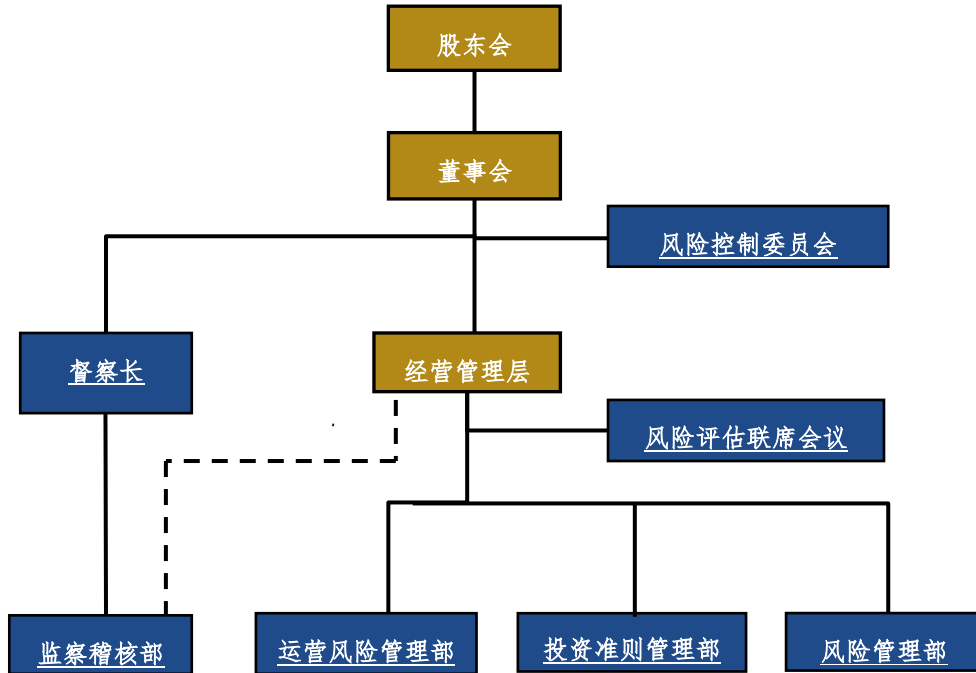 股东会
董事会
风险控制委员会
督察长
经营管理层
风险评估联席会议
监察稽核部
运营风险管理部
投资准则管理部
风险管理部